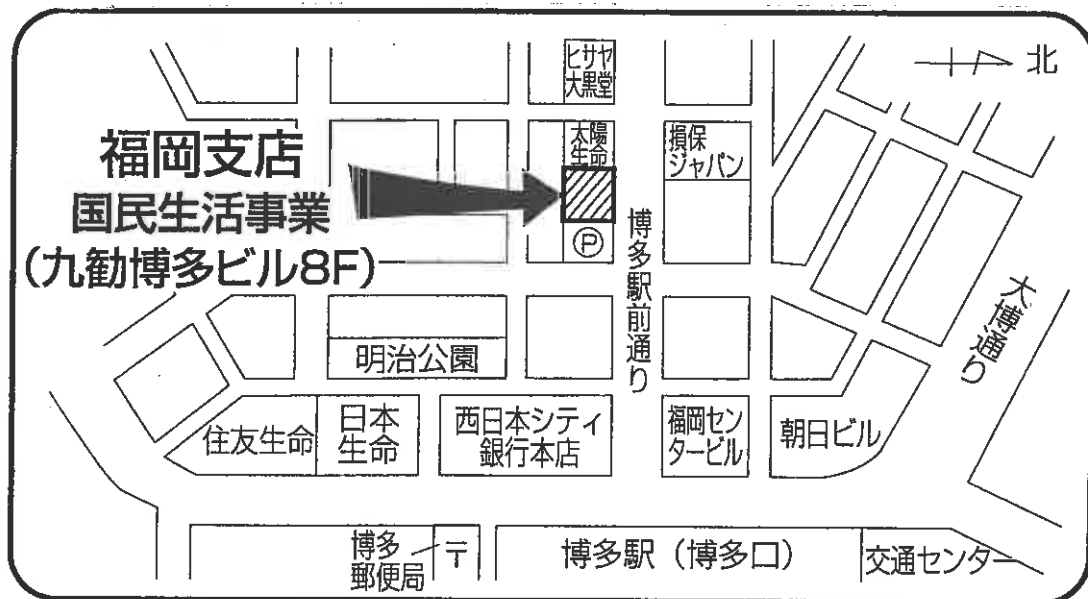 北
ヒサヤ
大黒堂
太陽
生命
損保
ジャパン
福岡支店
国民生活事業
(九勧博多ビル8F)
P
博多駅前通り
大博通り
明治公園
住友生命
日本
生命
西日本シティ
銀行本店
福岡セン
タービル
朝日ビル
博多
郵便局
〒
博多駅(博多口)
交通センター